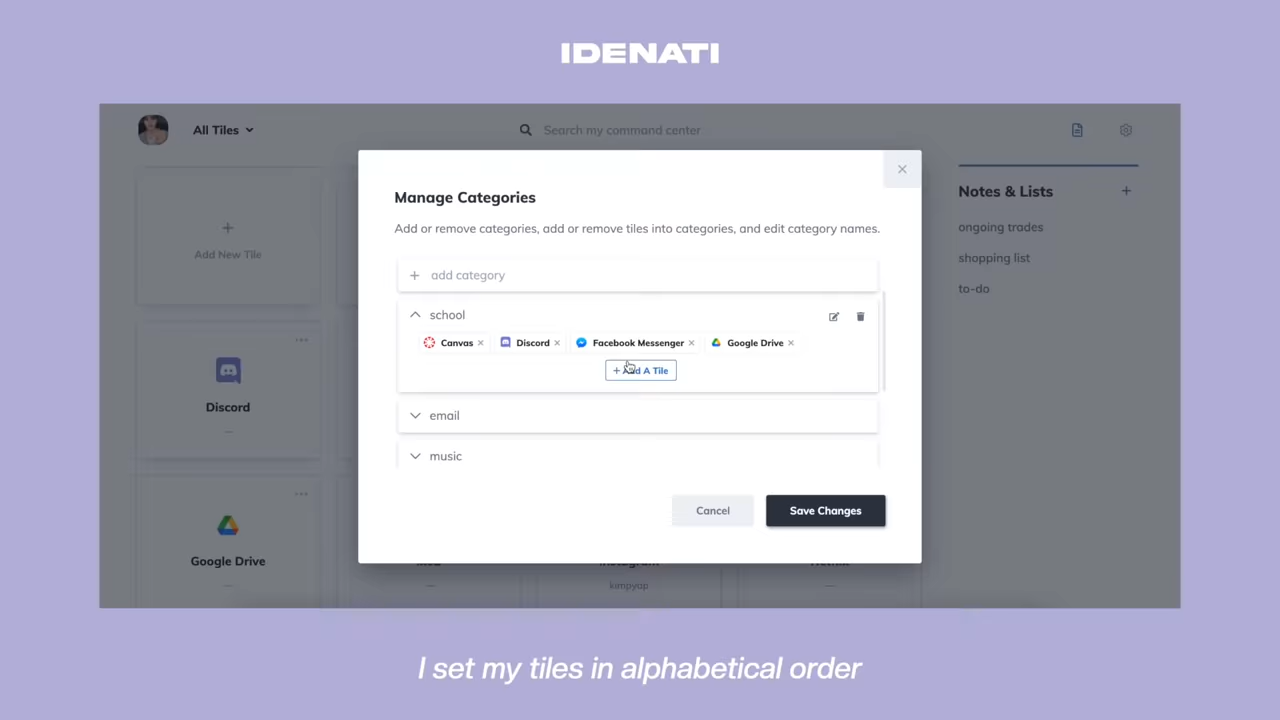 IDENATI
All Tiles
Search my command center
Manage Categories
Add or remove categories, add or remove tiles into categories, and edit category names.
add category
school
Canvas
Discord
Facebook Messenger
Google Drive
+ Add A Tile
email
music
Cancel
Save Changes
Add New Tile
Discord
Google Drive
Instagram
kimpyap
Notes & Lists
ongoing trades
shopping list
to-do
I set my tiles in alphabetical order